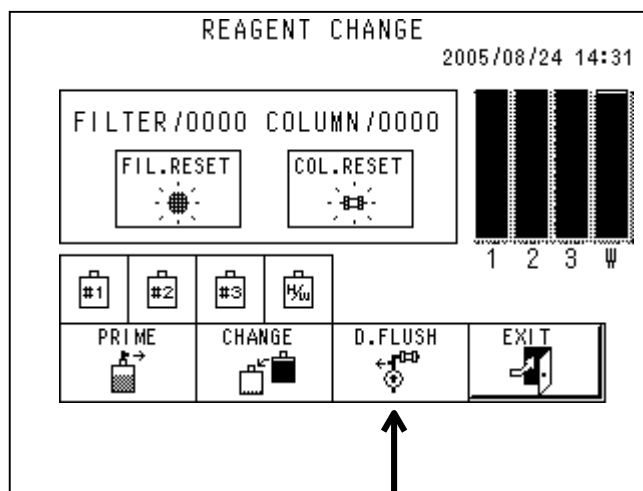 REAGENT CHANGE
2005/08/24 14:31
FILTER/0000 COLUMN/0000
FIL.RESET COL.RESET
1 2 3 W
#1 #2 #3 H/W
PRIME CHANGE D.FLUSH EXIT